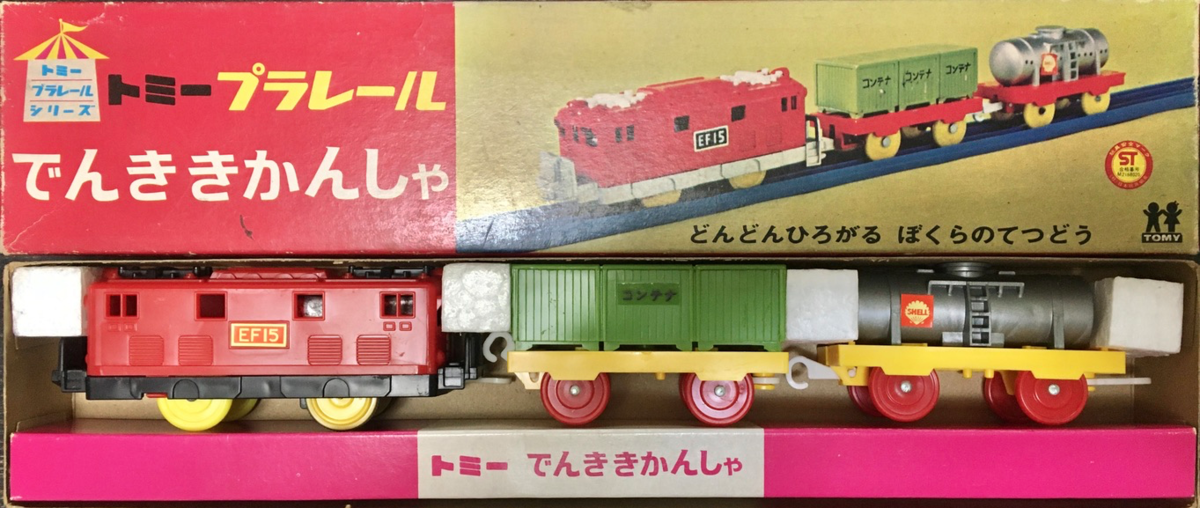 トミー
プラレール
シリーズ
トミープラレール
でんききかんしゃ
コンテナ
コンテナ
コンテナ
SHELL
EF15
ST
どんどんひろがる ぼくらのてつどう
TOMY
EF15
コンテナ
SHELL
トミー でんききかんしゃ